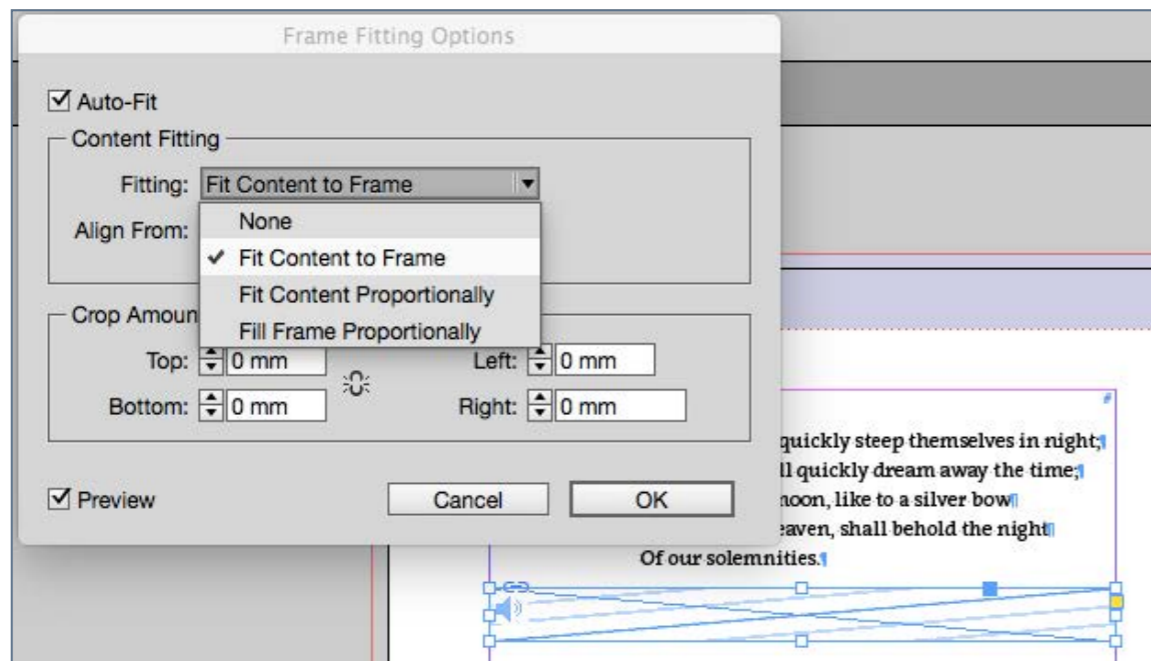 Frame Fitting Options
Auto-Fit
Content Fitting
Fitting: Fit Content to Frame
None
Align From:
✓ Fit Content to Frame
Fit Content Proportionally
Fill Frame Proportionally
Crop Amoun
Top: 0 mm Left: 0 mm
Bottom: 0 mm Right: 0 mm
Preview Cancel OK
#
quickly steep themselves in night;¶
ll quickly dream away the time;¶
oon, like to a silver bow¶
eaven, shall behold the night¶
Of our solemnities.¶